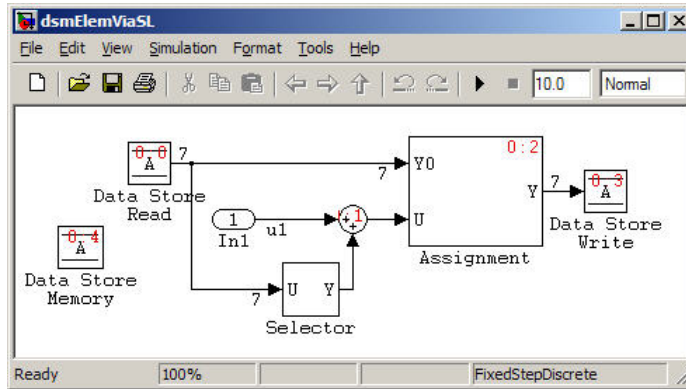 dsmElemViaSL
File Edit View Simulation Format Tools Help
10.0 Normal
0:0
A
7
Data Store
Read
0:4
A
Data Store
Memory
1
In1
u1
7
U Y
Selector
1
+
+
7
0:2
Y0
Y
U
Assignment
7
0:3
A
Data Store
Write
Ready 100% FixedStepDiscrete